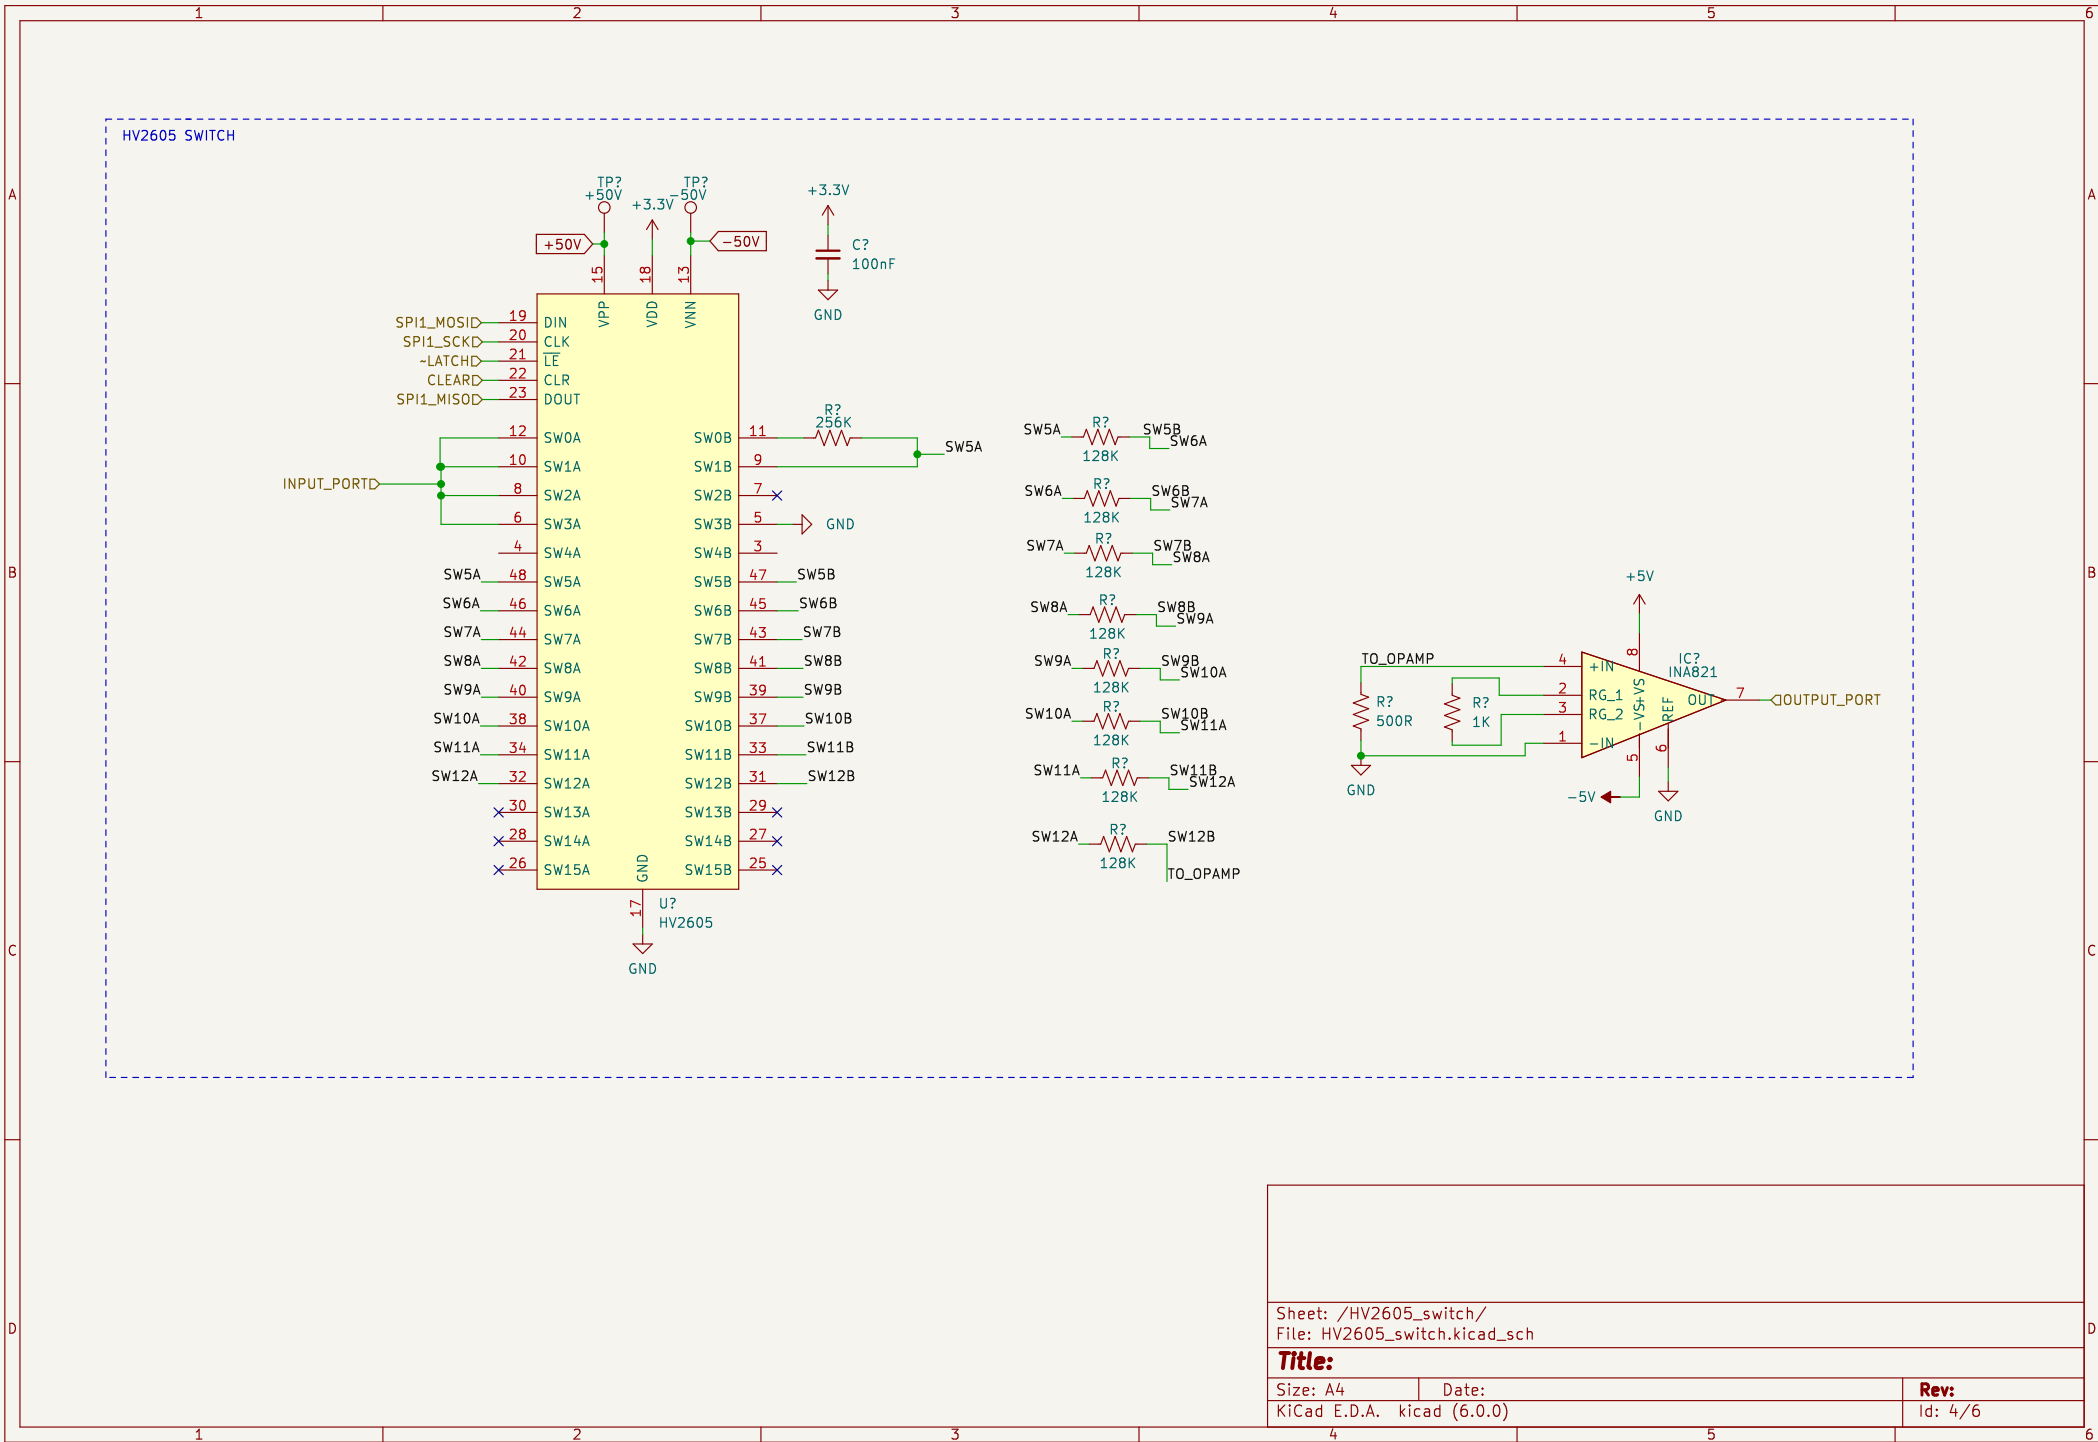 1 2 3 4 5 6
HV2605 SWITCH
TP? TP?
+50V +3.3V -50V +3.3V
A A
+50V -50V C?
100nF
15 18 13
GND
VPP VDD VNN
SPI1_MOSI 19 DIN
SPI1_SCK 20 CLK
~LATCH 21 LE
CLEAR 22 CLR
SPI1_MISO 23 DOUT
R?
256K
12 SW0A SW0B 11
SW5A
10 SW1A SW1B 9
INPUT_PORT
8 SW2A SW2B 7
6 SW3A SW3B 5 GND
4 SW4A SW4B 3
SW5A 48 SW5A SW5B 47 SW5B
SW6A 46 SW6A SW6B 45 SW6B
SW7A 44 SW7A SW7B 43 SW7B
SW8A 42 SW8A SW8B 41 SW8B
SW9A 40 SW9A SW9B 39 SW9B
SW10A 38 SW10A SW10B 37 SW10B
SW11A 34 SW11A SW11B 33 SW11B
SW12A 32 SW12A SW12B 31 SW12B
30 SW13A SW13B 29
28 SW14A SW14B 27
26 SW15A SW15B 25
GND
17
U?
HV2605
GND
SW5A R? SW5B
SW6A
128K
SW6A R? SW6B
SW7A
128K
SW7A R? SW7B
SW8A
128K
SW8A R? SW8B
SW9A
128K
SW9A R? SW9B
SW10A
128K
SW10A R? SW10B
SW11A
128K
SW11A R? SW11B
SW12A
128K
SW12A R? SW12B
128K
TO_OPAMP
B B
+5V
TO_OPAMP
4 +IN 8 +VS
IC?
INA821
2 RG_1
R?
500R
R?
1K
3 RG_2
OUT 7 OUTPUT_PORT
1 -IN -VS 5 REF 6
GND
-5V
GND
C C
D D
Sheet: /HV2605_switch/
File: HV2605_switch.kicad_sch
Title:
Size: A4 Date: Rev:
KiCad E.D.A. kicad (6.0.0) Id: 4/6
1 2 3 4 5 6